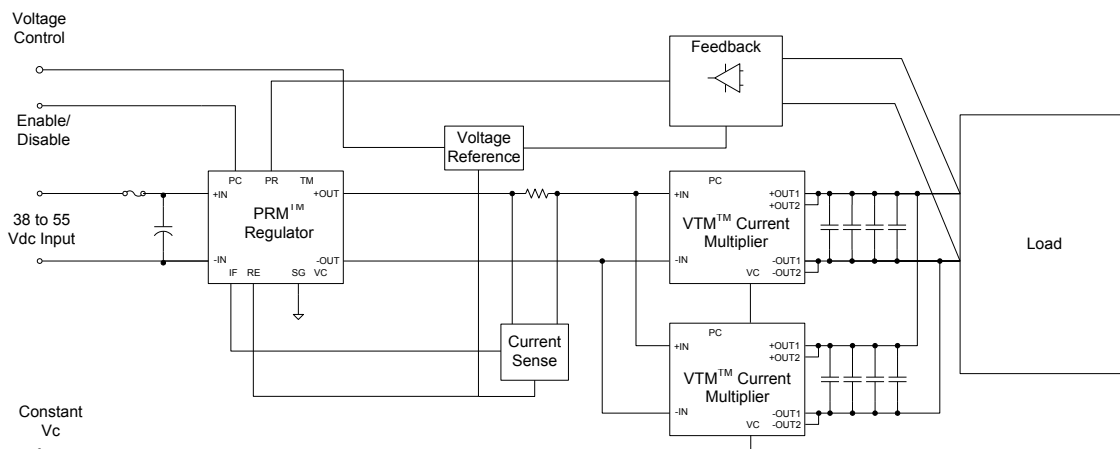 Voltage
Control
Enable/
Disable
38 to 55
Vdc Input
Constant
Vc
PC PR TM
+IN +OUT
PRM™
Regulator
-IN -OUT
IF RE SG VC
Voltage
Reference
Feedback
Current
Sense
PC
+IN +OUT1
+OUT2
VTM™ Current
Multiplier
-IN -OUT1
VC -OUT2
PC
+IN +OUT1
+OUT2
VTM™ Current
Multiplier
-IN -OUT1
VC -OUT2
Load